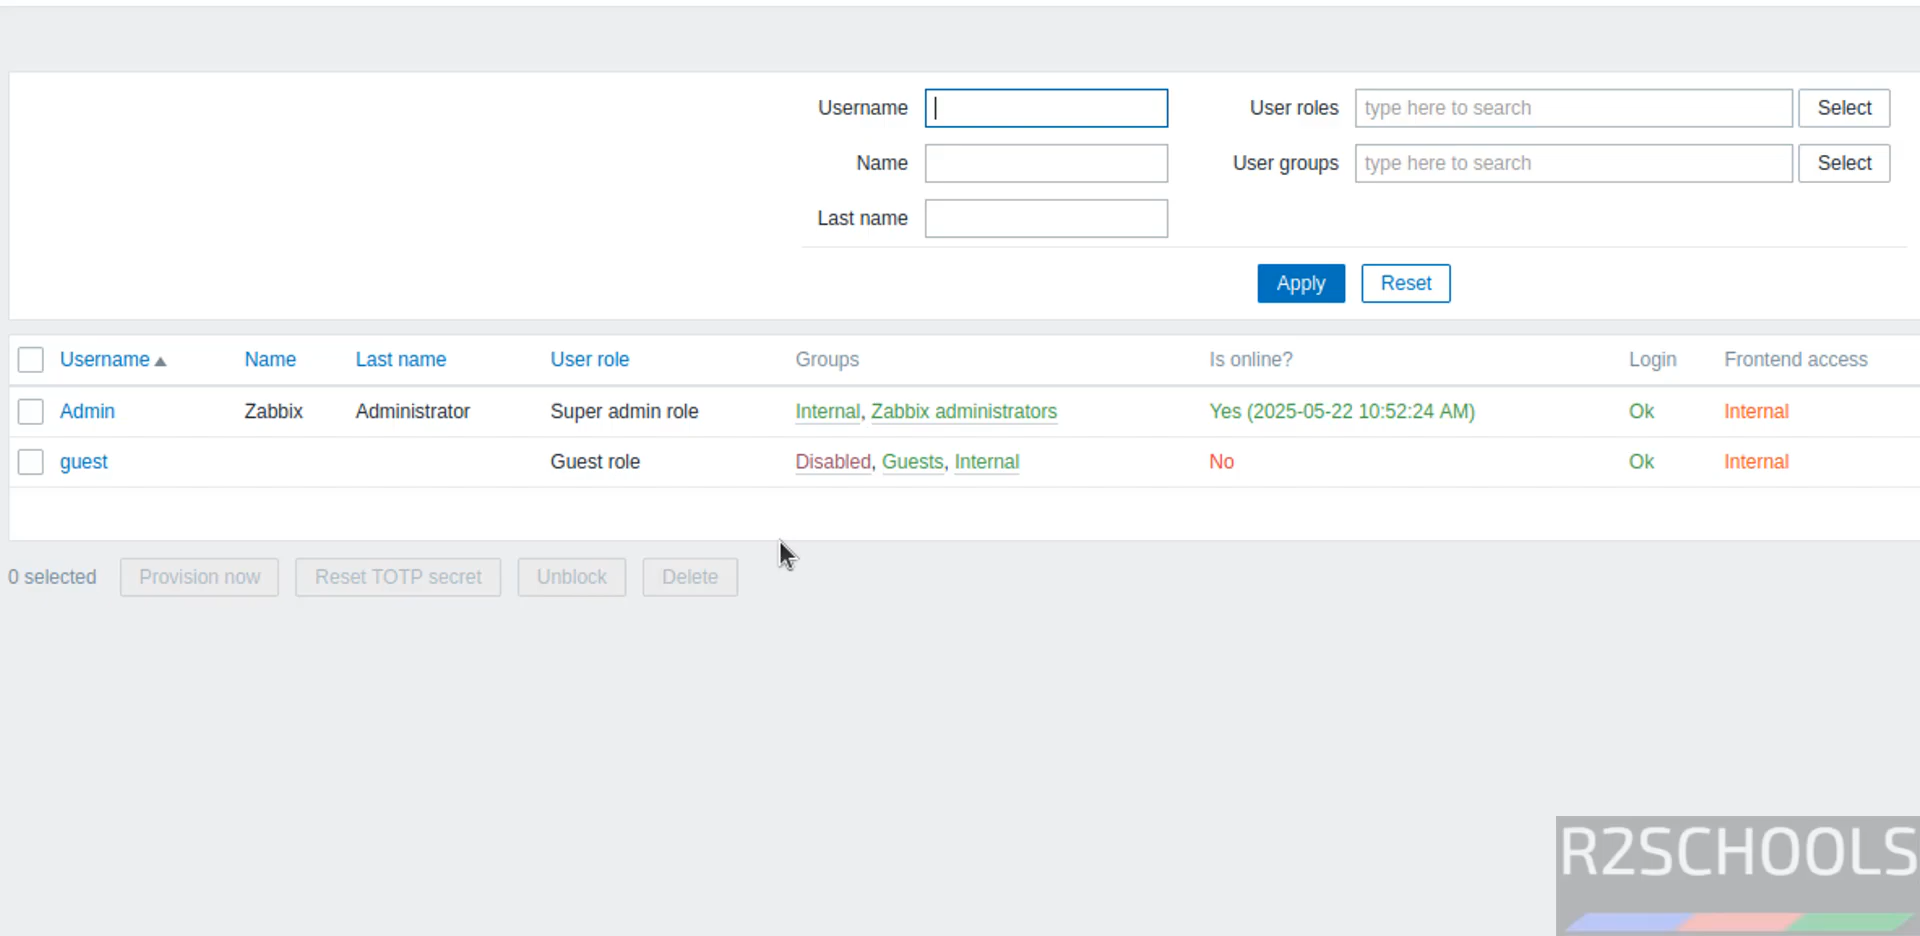 Username User roles type here to search Select
Name User groups type here to search Select
Last name
Apply Reset
Username Name Last name User role Groups Is online? Login Frontend access
Admin Zabbix Administrator Super admin role Internal, Zabbix administrators Yes (2025-05-22 10:52:24 AM) Ok Internal
guest Guest role Disabled, Guests, Internal No Ok Internal
0 selected Provision now Reset TOTP secret Unblock Delete
R2SCHOOLS